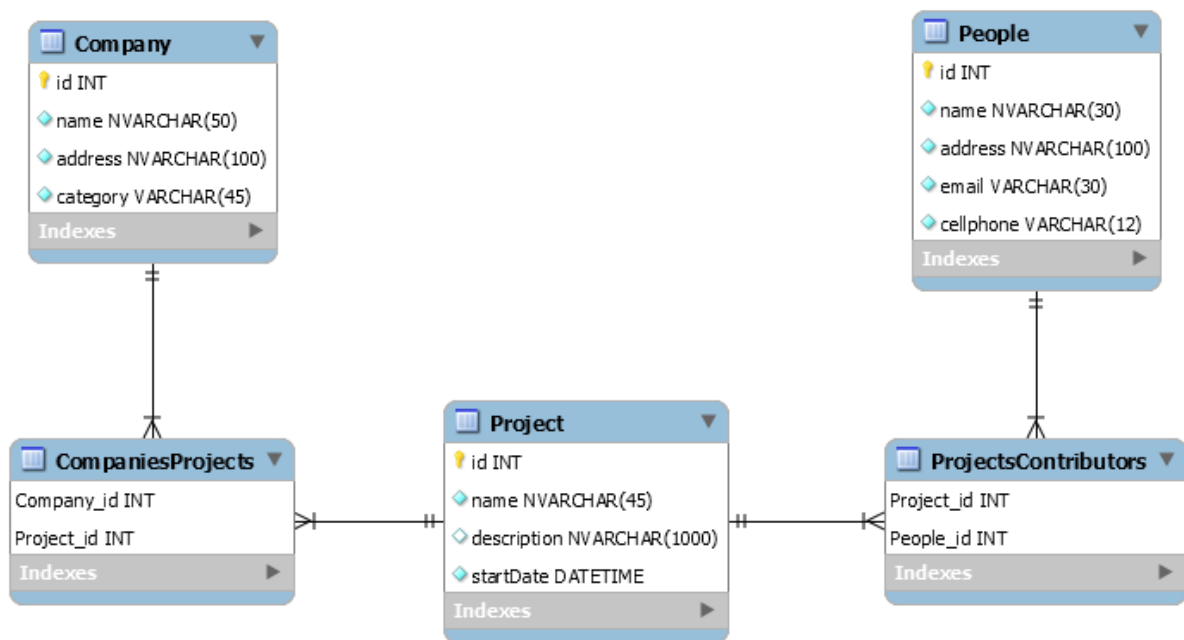 Company
id INT
name NVARCHAR(50)
address NVARCHAR(100)
category VARCHAR(45)
Indexes
People
id INT
name NVARCHAR(30)
address NVARCHAR(100)
email VARCHAR(30)
cellphone VARCHAR(12)
Indexes
CompaniesProjects
Company_id INT
Project_id INT
Indexes
Project
id INT
name NVARCHAR(45)
description NVARCHAR(1000)
startDate DATETIME
Indexes
ProjectsContributors
Project_id INT
People_id INT
Indexes